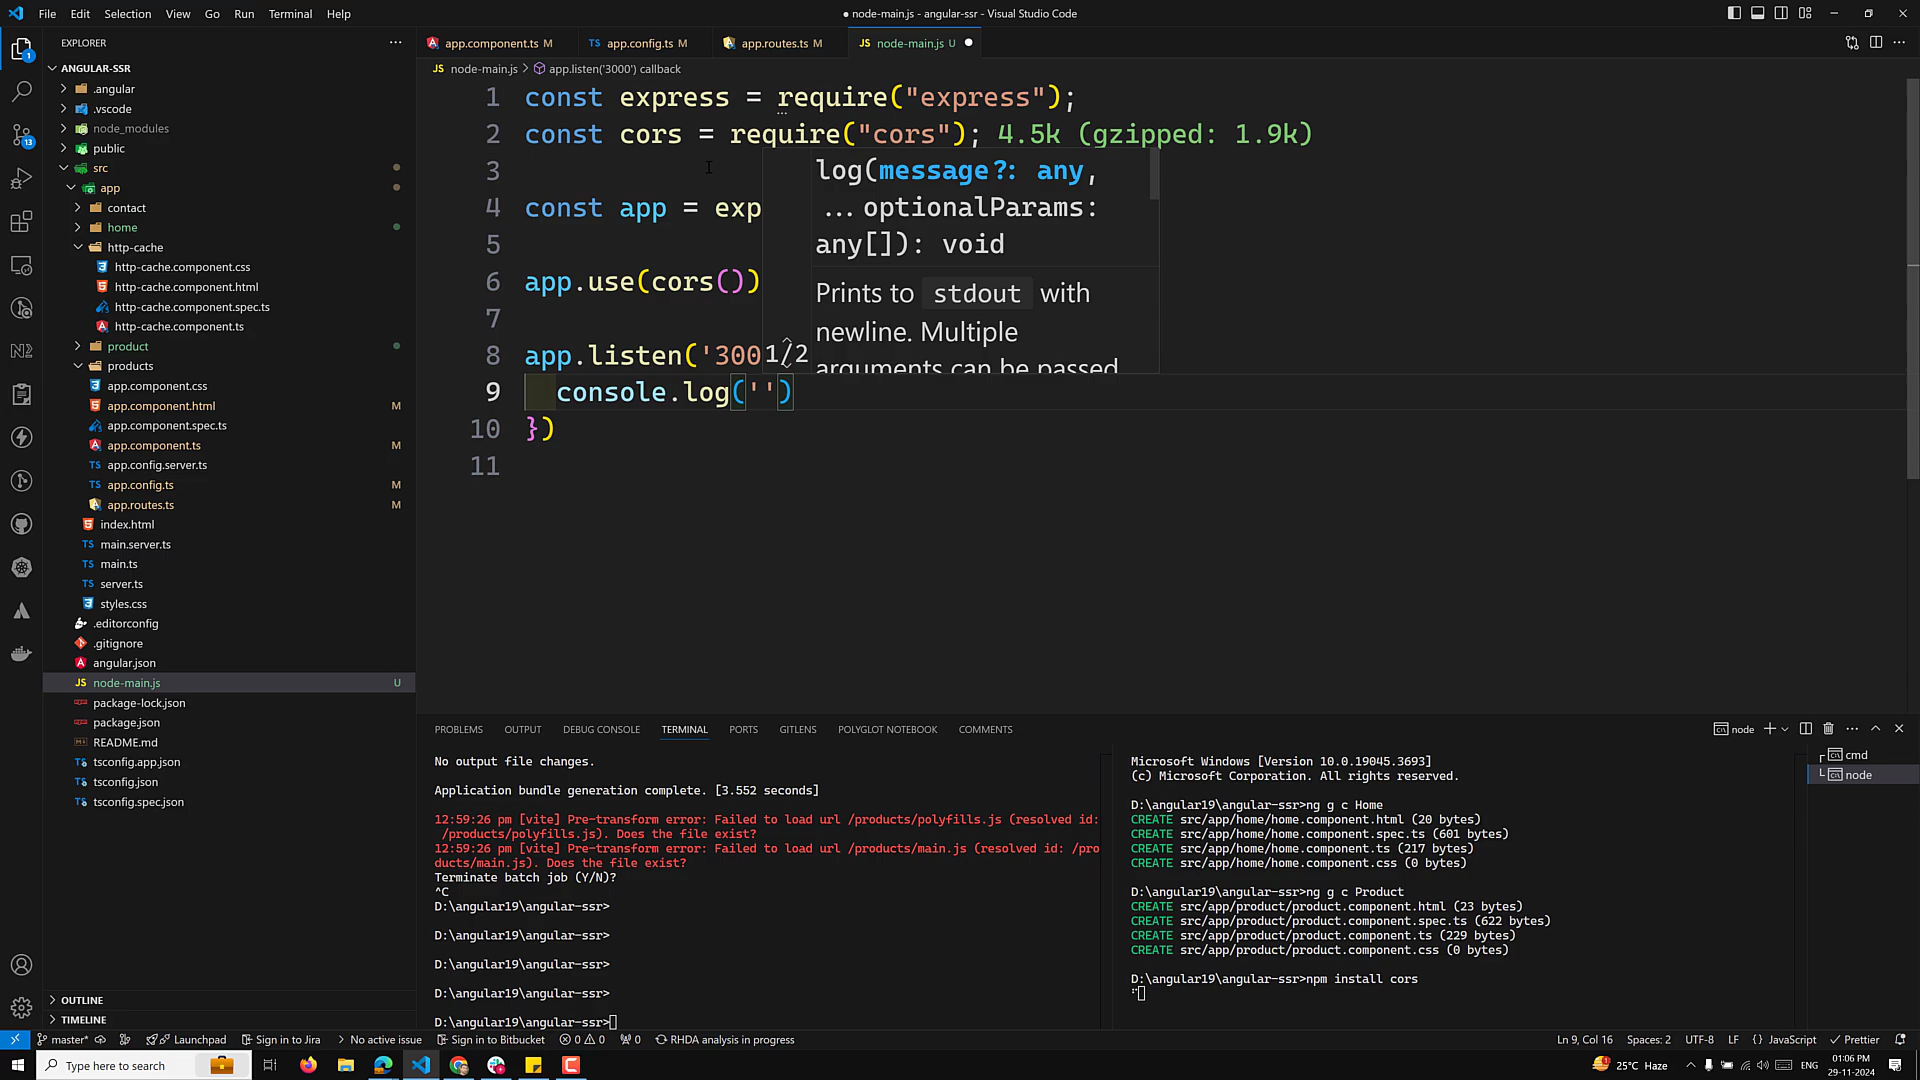 File Edit Selection View Go Run Terminal Help
● node-main.js - angular-ssr - Visual Studio Code
EXPLORER
ANGULAR-SSR
.angular
.vscode
node_modules
public
src
app
contact
home
http-cache
http-cache.component.css
http-cache.component.html
http-cache.component.spec.ts
http-cache.component.ts
product
products
app.component.css
app.component.html M
app.component.spec.ts
app.component.ts M
TS app.config.server.ts
TS app.config.ts M
app.routes.ts M
index.html
TS main.server.ts
TS main.ts
TS server.ts
styles.css
.editorconfig
.gitignore
angular.json
JS node-main.js U
package-lock.json
package.json
README.md
tsconfig.app.json
tsconfig.json
tsconfig.spec.json
OUTLINE
TIMELINE
app.component.ts M
TS app.config.ts M
app.routes.ts M
JS node-main.js U ●
JS node-main.js > app.listen('3000') callback
1 const express = require("express");
2 const cors = require("cors"); 4.5k (gzipped: 1.9k)
3
4 const app = exp
5
6 app.use(cors())
7
8 app.listen('300
9 console.log('')
10 })
11
log(message?: any,
...optionalParams:
any[]): void
Prints to stdout with
newline. Multiple
arguments can be passed
1/2
PROBLEMS OUTPUT DEBUG CONSOLE TERMINAL PORTS GITLENS POLYGLOT NOTEBOOK COMMENTS
node
No output file changes.
Application bundle generation complete. [3.552 seconds]
12:59:26 pm [vite] Pre-transform error: Failed to load url /products/polyfills.js (resolved id:
/products/polyfills.js). Does the file exist?
12:59:26 pm [vite] Pre-transform error: Failed to load url /products/main.js (resolved id: /pro
ducts/main.js). Does the file exist?
Terminate batch job (Y/N)?
^C
D:\angular19\angular-ssr>
D:\angular19\angular-ssr>
D:\angular19\angular-ssr>
D:\angular19\angular-ssr>
D:\angular19\angular-ssr>
Microsoft Windows [Version 10.0.19045.3693]
(c) Microsoft Corporation. All rights reserved.
D:\angular19\angular-ssr>ng g c Home
CREATE src/app/home/home.component.html (20 bytes)
CREATE src/app/home/home.component.spec.ts (601 bytes)
CREATE src/app/home/home.component.ts (217 bytes)
CREATE src/app/home/home.component.css (0 bytes)
D:\angular19\angular-ssr>ng g c Product
CREATE src/app/product/product.component.html (23 bytes)
CREATE src/app/product/product.component.spec.ts (622 bytes)
CREATE src/app/product/product.component.ts (229 bytes)
CREATE src/app/product/product.component.css (0 bytes)
D:\angular19\angular-ssr>npm install cors
cmd
node
master* Launchpad Sign in to Jira No active issue Sign in to Bitbucket 0 0 0 RHDA analysis in progress
Ln 9, Col 16 Spaces: 2 UTF-8 LF {} JavaScript Prettier
Type here to search
25°C Haze
ENG
01:06 PM
29-11-2024